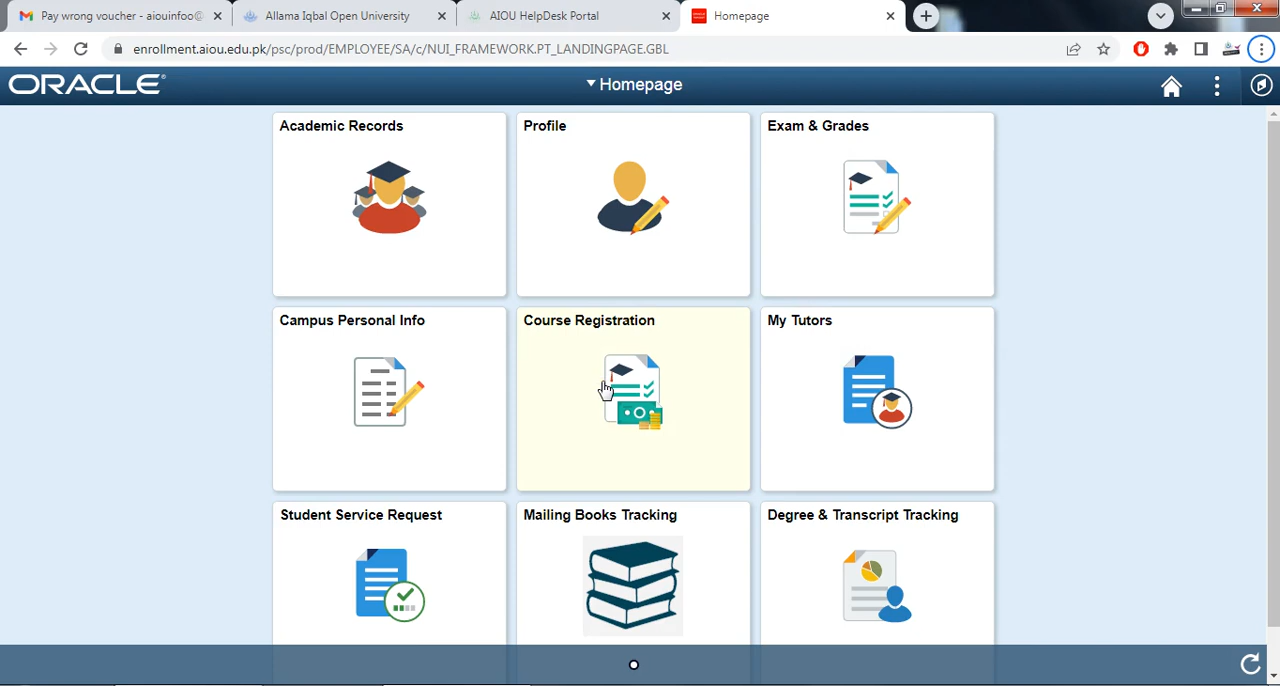 Pay wrong voucher - aiouinfoo@
Allama Iqbal Open University
AIOU HelpDesk Portal
Homepage
enrollment.aiou.edu.pk/psc/prod/EMPLOYEE/SA/c/NUI_FRAMEWORK.PT_LANDINGPAGE.GBL
ORACLE®
Homepage
Academic Records
Profile
Exam & Grades
Campus Personal Info
Course Registration
My Tutors
Student Service Request
Mailing Books Tracking
Degree & Transcript Tracking